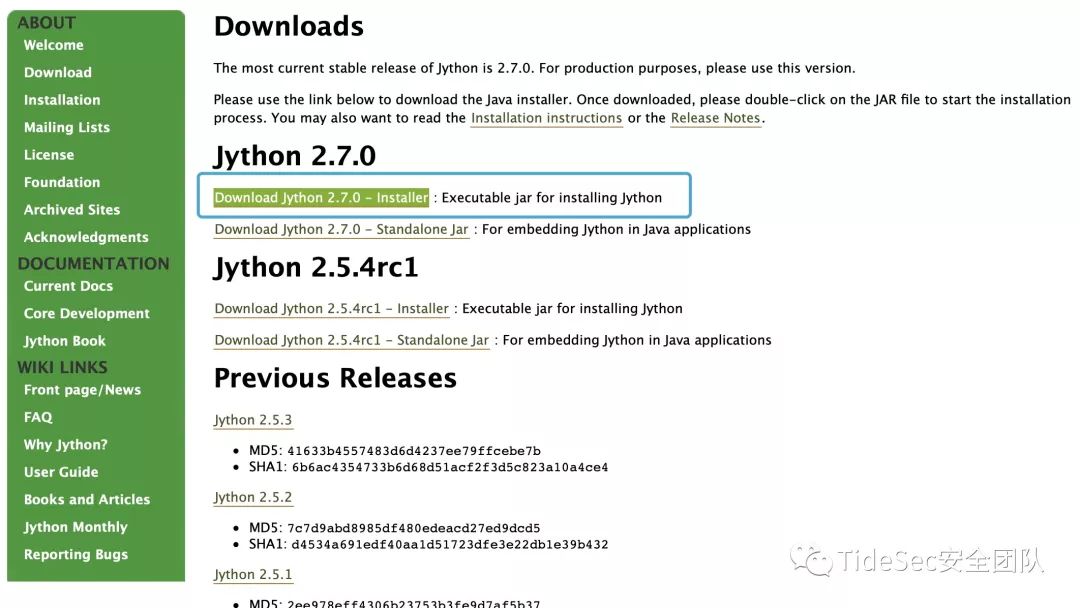 ABOUT
Welcome
Download
Installation
Mailing Lists
License
Foundation
Archived Sites
Acknowledgments
DOCUMENTATION
Current Docs
Core Development
Jython Book
WIKI LINKS
Front page/News
FAQ
Why Jython?
User Guide
Books and Articles
Jython Monthly
Reporting Bugs
Downloads
The most current stable release of Jython is 2.7.0. For production purposes, please use this version.
Please use the link below to download the Java installer. Once downloaded, please double-click on the JAR file to start the installation
process. You may also want to read the Installation instructions or the Release Notes.
Jython 2.7.0
Download Jython 2.7.0 - Installer : Executable jar for installing Jython
Download Jython 2.7.0 - Standalone Jar : For embedding Jython in Java applications
Jython 2.5.4rc1
Download Jython 2.5.4rc1 - Installer : Executable jar for installing Jython
Download Jython 2.5.4rc1 - Standalone Jar : For embedding Jython in Java applications
Previous Releases
Jython 2.5.3
• MD5: 41633b4557483d6d4237ee79ffcebe7b
• SHA1: 6b6ac4354733b6d68d51acf2f3d5c823a10a4ce4
Jython 2.5.2
• MD5: 7c7d9abd8985df480edeacd27ed9dcd5
• SHA1: d4534a691edf40aa1d51723dfe3e22db1e39b432
Jython 2.5.1
• MD5: 2ee978eff4306b23753b3fe9d7af5b37
TideSec安全团队